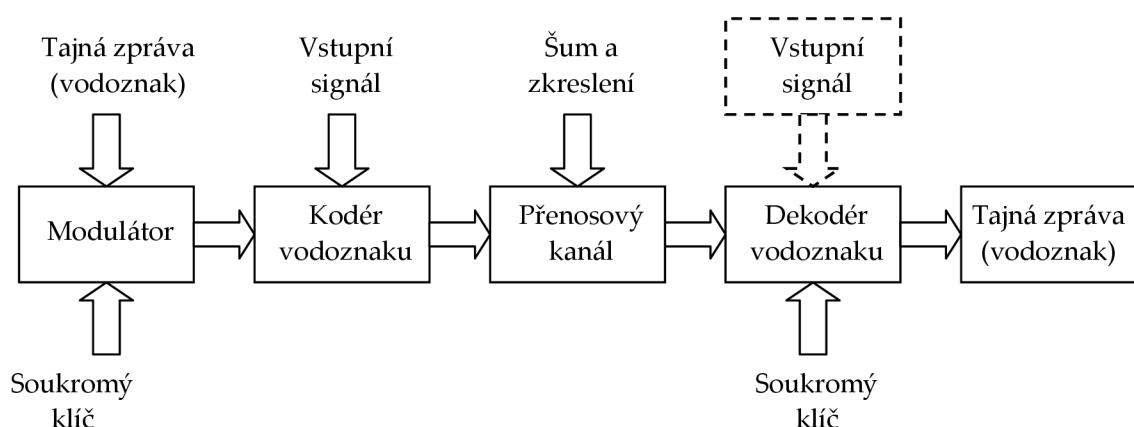 Tajná zpráva
(vodoznak)
Vstupní
signál
Šum a
zkreslení
Vstupní
signál
Modulátor
Kodér
vodoznaku
Přenosový
kanál
Dekodér
vodoznaku
Tajná zpráva
(vodoznak)
Soukromý
klíč
Soukromý
klíč